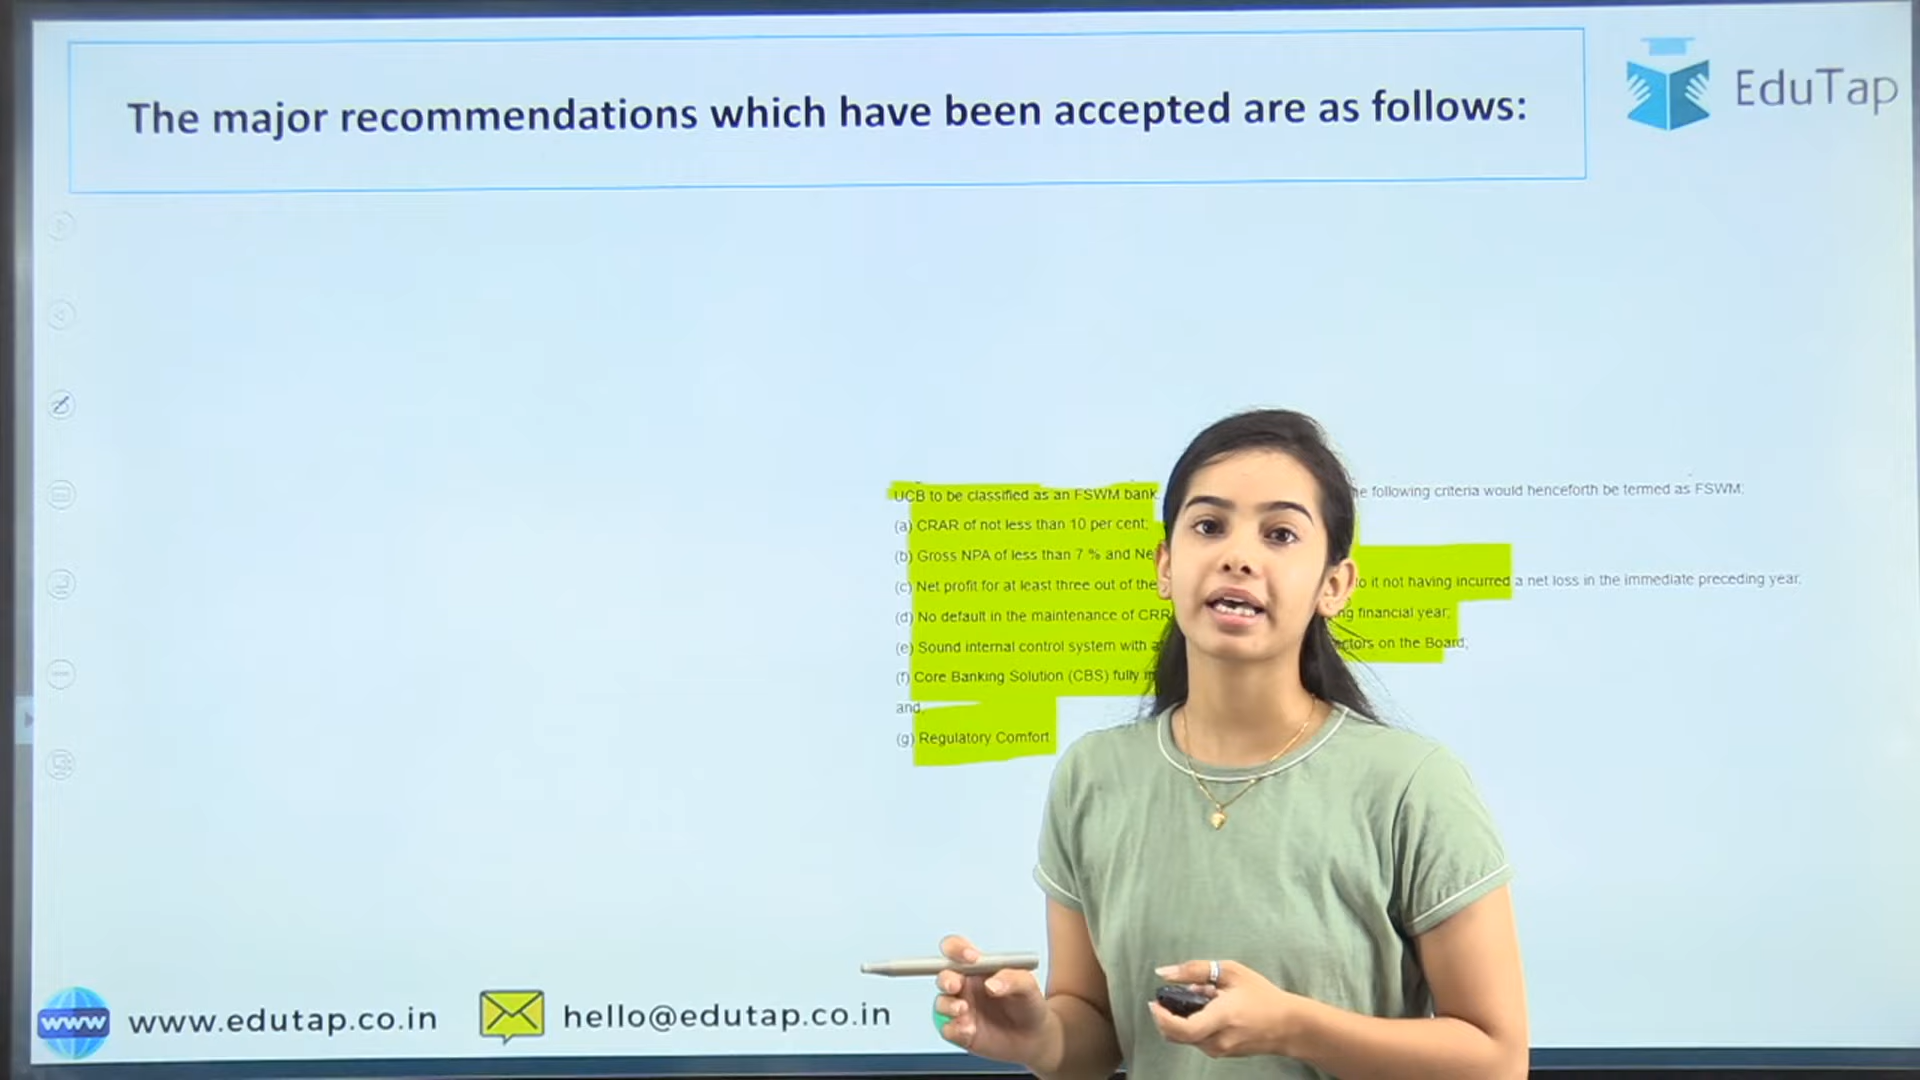 The major recommendations which have been accepted are as follows:
EduTap
UCB to be classified as an FSWM bank. following criteria would henceforth be termed as FSWM:
(a) CRAR of not less than 10 per cent;
(b) Gross NPA of less than 7 % and
(c) Net profit for at least three out of the to it not having incurred a net loss in the immediate preceding year.
(d) No default in the maintenance of CRR financial year;
(e) Sound internal control system with on the Board;
(f) Core Banking Solution (CBS) fully
and,
(g) Regulatory Comfort
www www.edutap.co.in hello@edutap.co.in